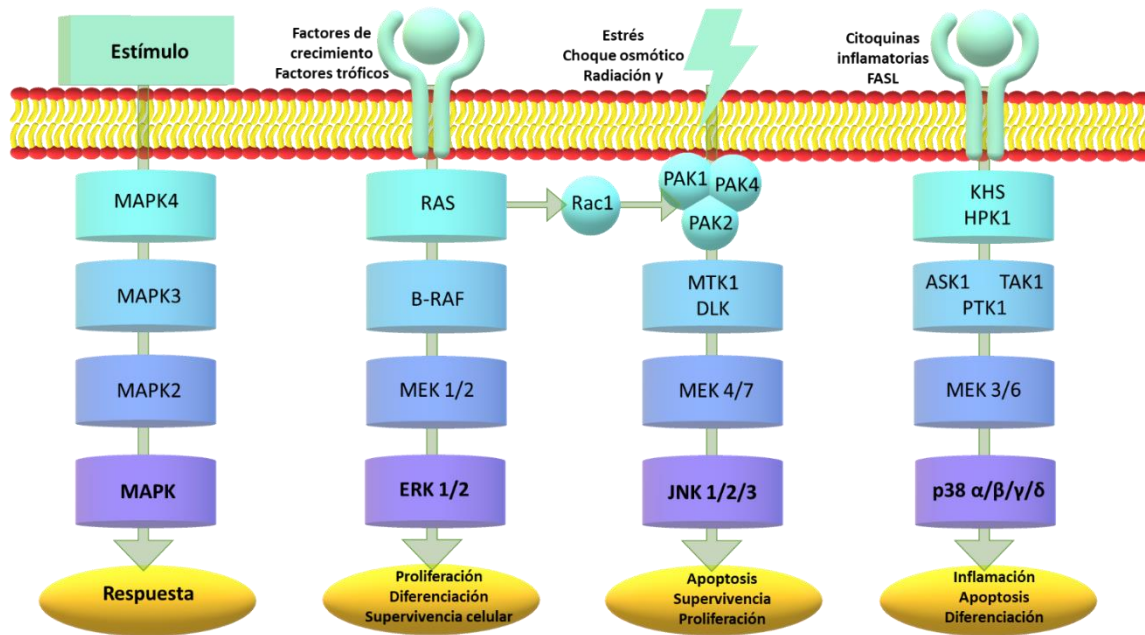 Estímulo
MAPK4
MAPK3
MAPK2
MAPK
Respuesta
Factores de
crecimiento
Factores tróficos
RAS
B-RAF
MEK 1/2
ERK 1/2
Proliferación
Diferenciación
Supervivencia celular
Rac1
Estrés
Choque osmótico
Radiación γ
PAK1
PAK4
PAK2
MTK1
DLK
MEK 4/7
JNK 1/2/3
Apoptosis
Supervivencia
Proliferación
Citoquinas
inflamatorias
FASL
KHS
HPK1
ASK1 TAK1
PTK1
MEK 3/6
p38 α/β/γ/δ
Inflamación
Apoptosis
Diferenciación